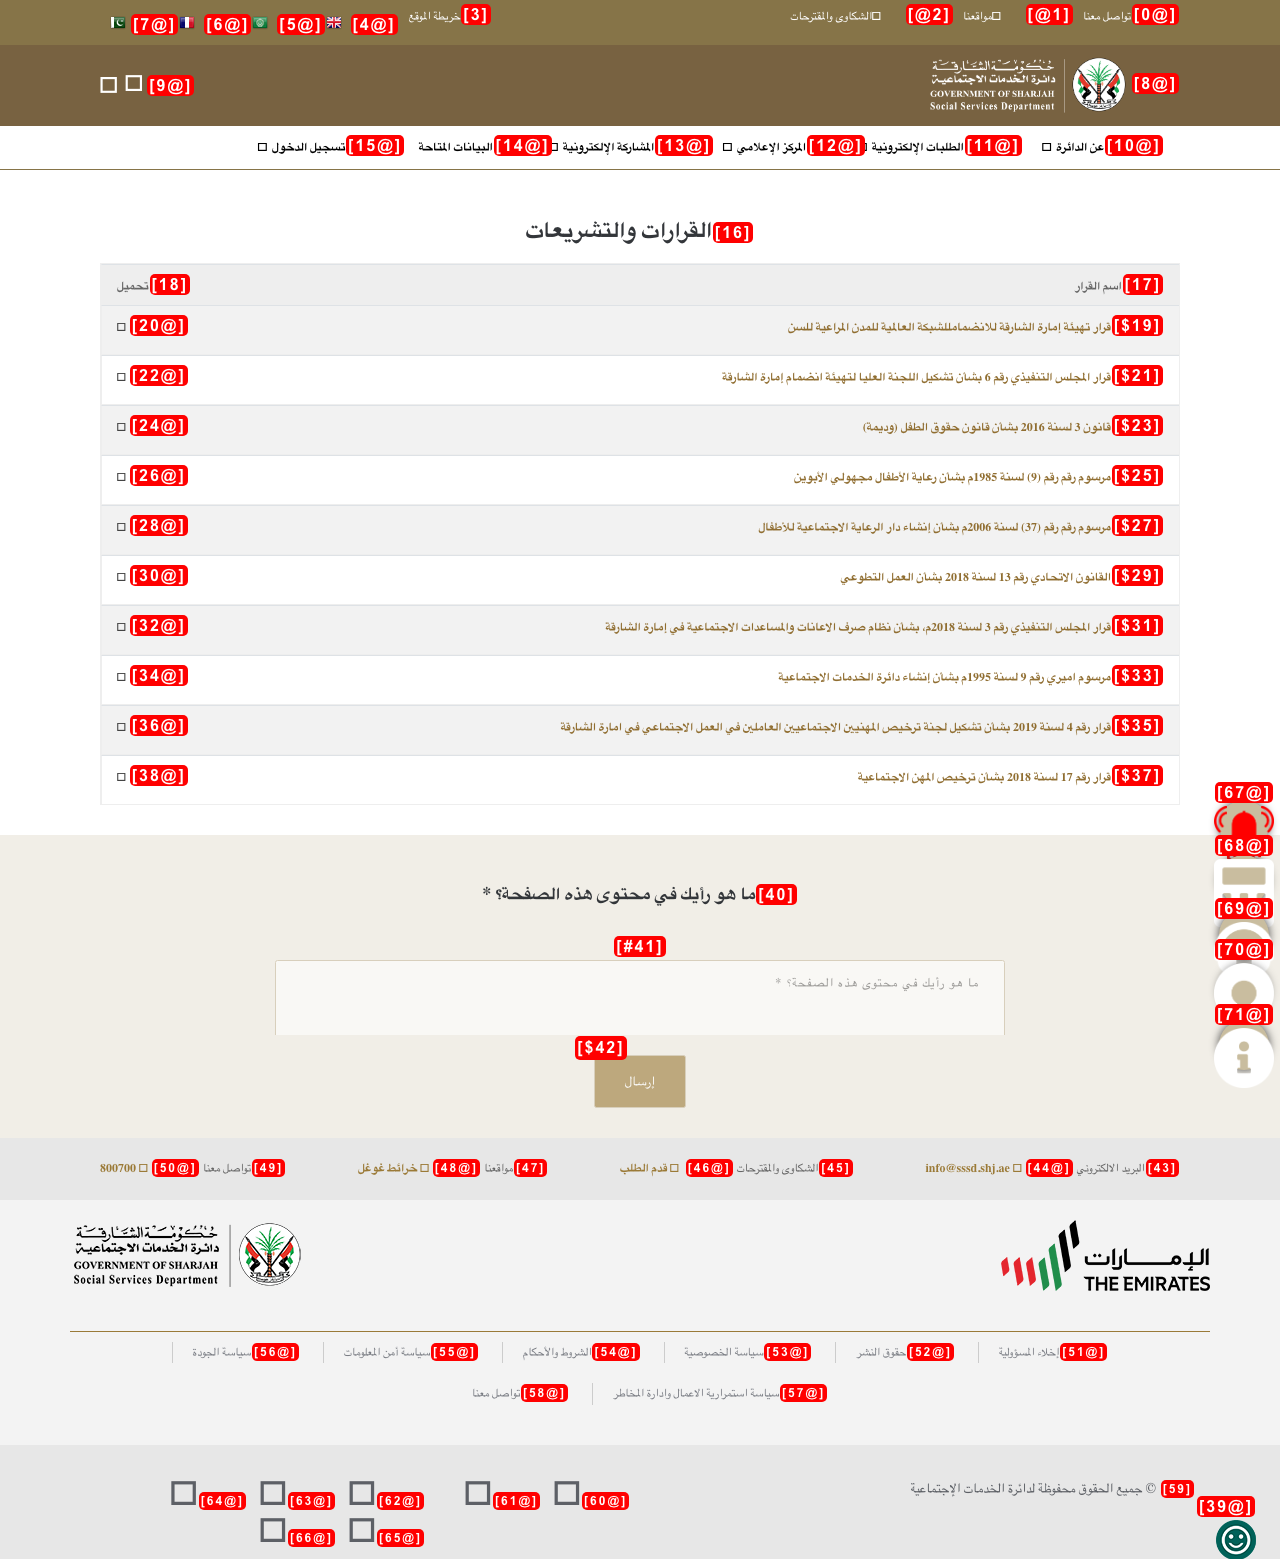 [@0] تواصل معنا [@1] مواقعنا [@2] الشكاوى والمقترحات [3] خريطة الموقع [@4] [@5] [@6] [@7]
[@8] حكومة الشارقة
دائرة الخدمات الاجتماعية
GOVERNMENT OF SHARJAH
Social Services Department
[@9]
[@10] عن الدائرة [@11] الطلبات الإلكترونية [@12] المركز الإعلامي [@13] المشاركة الإلكترونية [@14] البيانات المتاحة [@15] تسجيل الدخول
[16] القرارات والتشريعات
[17] اسم القرار [18] تحميل
[$19] قرار تهيئة إمارة الشارقة للانضمامللشبكة العالمية للمدن المراعية للسن [@20]
[$21] قرار المجلس التنفيذي رقم 6 بشأن تشكيل اللجنة العليا لتهيئة انضمام إمارة الشارقة [@22]
[$23] قانون 3 لسنة 2016 بشأن قانون حقوق الطفل (وديمة) [@24]
[$25] مرسوم رقم رقم (9) لسنة 1985م بشأن رعاية الأطفال مجهولي الأبوين [@26]
[$27] مرسوم رقم رقم (37) لسنة 2006م بشأن إنشاء دار الرعاية الاجتماعية للأطفال [@28]
[$29] القانون الاتحادي رقم 13 لسنة 2018 بشأن العمل التطوعي [@30]
[$31] قرار المجلس التنفيذي رقم 3 لسنة 2018م، بشأن نظام صرف الاعانات والمساعدات الاجتماعية في إمارة الشارقة [@32]
[$33] مرسوم اميري رقم 9 لسنة 1995م بشأن إنشاء دائرة الخدمات الاجتماعية [@34]
[$35] قرار رقم 4 لسنة 2019 بشأن تشكيل لجنة ترخيص المهنيين الاجتماعيين العاملين في العمل الاجتماعي في امارة الشارقة [@36]
[$37] قرار رقم 17 لسنة 2018 بشأن ترخيص المهن الاجتماعية [@38]
[@67]
[@68]
[40] ما هو رأيك في محتوى هذه الصفحة؟ *
[@69]
[#41]
[@70]
ما هو رأيك في محتوى هذه الصفحة؟ *
[@71]
[$42]
إرسال
[43] البريد الالكتروني [@44] info@sssd.shj.ae [45] الشكاوى والمقترحات [@46] قدم الطلب [47] مواقعنا [@48] خرائط غوغل [49] تواصل معنا [@50] 800700
الإمارات
THE EMIRATES
حكومة الشارقة
دائرة الخدمات الاجتماعية
GOVERNMENT OF SHARJAH
Social Services Department
[@51] إخلاء المسؤولية [@52] حقوق النشر [@53] سياسة الخصوصية [@54] الشروط والأحكام [@55] سياسة أمن المعلومات [@56] سياسة الجودة
[@57] سياسة استمرارية الاعمال وادارة المخاطر [@58] تواصل معنا
[59] © جميع الحقوق محفوظة لدائرة الخدمات الإجتماعية [@60] [@61] [@62] [@63] [@64]
[@39]
[@65] [@66]